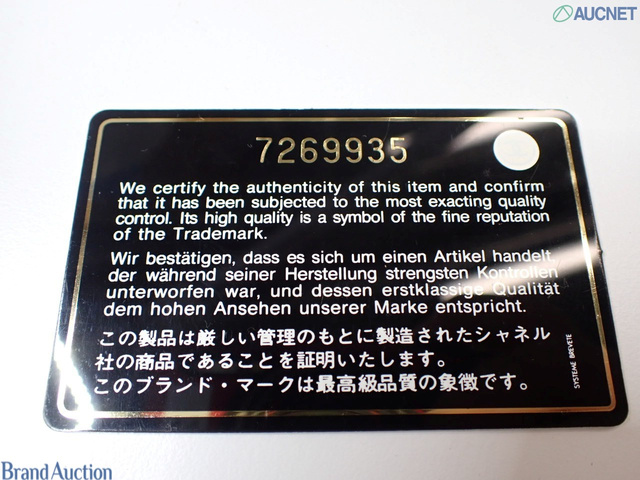 AUCNET
7269935
We certify the authenticity of this item and confirm
that it has been subjected to the most exacting quality
control. Its high quality is a symbol of the fine reputation
of the Trademark.
Wir bestätigen, dass es sich um einen Artikel handelt,
der während seiner Herstellung strengsten Kontrollen
unterworfen war, und dessen erstklassige Qualität
dem hohen Ansehen unserer Marke entspricht.
この製品は厳しい管理のもとに製造されたシャネル
社の商品であることを証明いたします。
このブランド・マークは最高級品質の象徴です。
SYSTEME BREVETE
Brand Auction